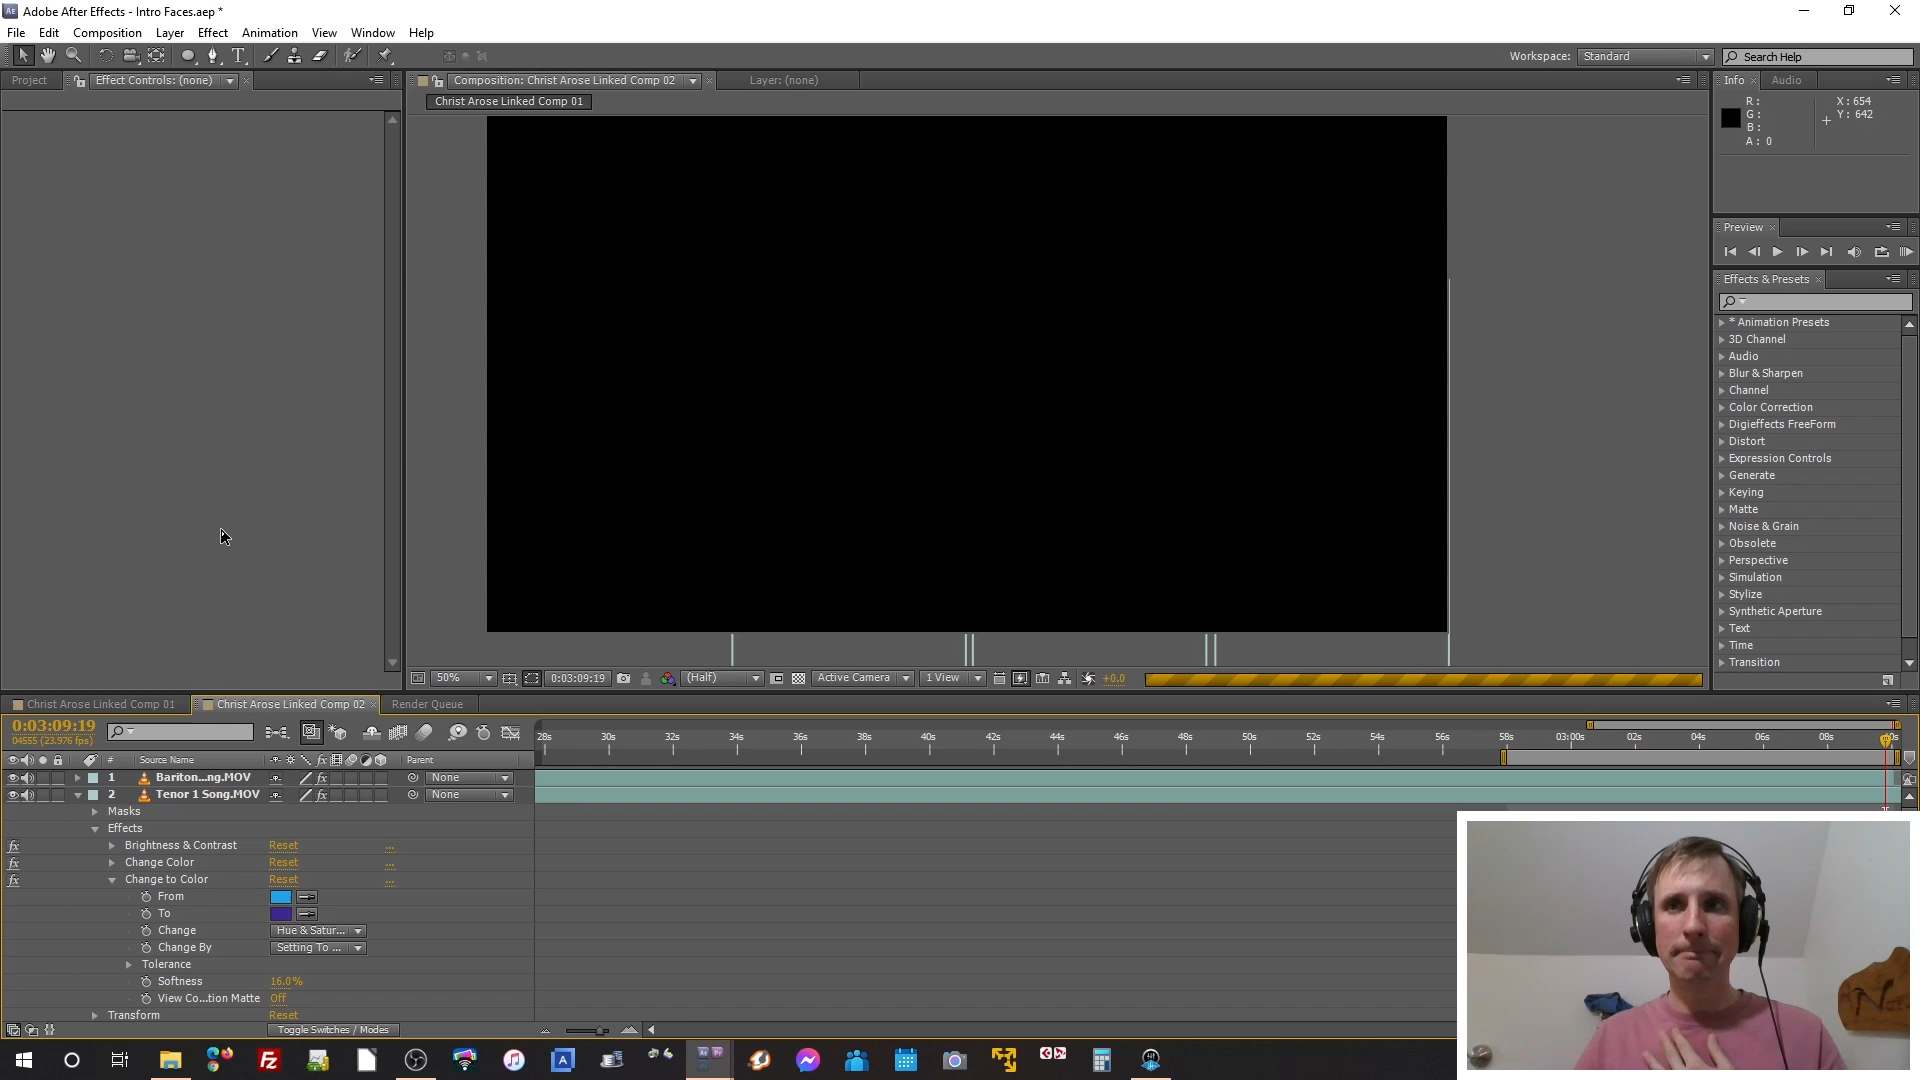 Adobe After Effects - Intro Faces.aep *
File Edit Composition Layer Effect Animation View Window Help
Workspace: Standard Search Help
Project Effect Controls: (none) Composition: Christ Arose Linked Comp 02 Layer: (none) Info Audio
Christ Arose Linked Comp 01
R: X: 654
G: Y: 642
B:
A: 0
Preview
Effects & Presets
* Animation Presets
3D Channel
Audio
Blur & Sharpen
Channel
Color Correction
Digieffects FreeForm
Distort
Expression Controls
Generate
Keying
Matte
Noise & Grain
Obsolete
Perspective
Simulation
Stylize
Synthetic Aperture
Text
Time
Transition
50% 0:03:09:19 (Half) Active Camera 1 View +0.0
Christ Arose Linked Comp 01 Christ Arose Linked Comp 02 Render Queue
0:03:09:19
04555 (23.976 fps)
28s 30s 32s 34s 36s 38s 40s 42s 44s 46s 48s 50s 52s 54s 56s 58s 03:00s 02s 04s 06s 08s
# Source Name fx Parent
1 Bariton...ng.MOV fx None
2 Tenor 1 Song.MOV fx None
Masks
Effects
fx Brightness & Contrast Reset ...
fx Change Color Reset ...
fx Change to Color Reset ...
From
To
Change Hue & Satur...
Change By Setting To ...
Tolerance
Softness 16.0%
View Co...tion Matte Off
Transform Reset
Toggle Switches / Modes